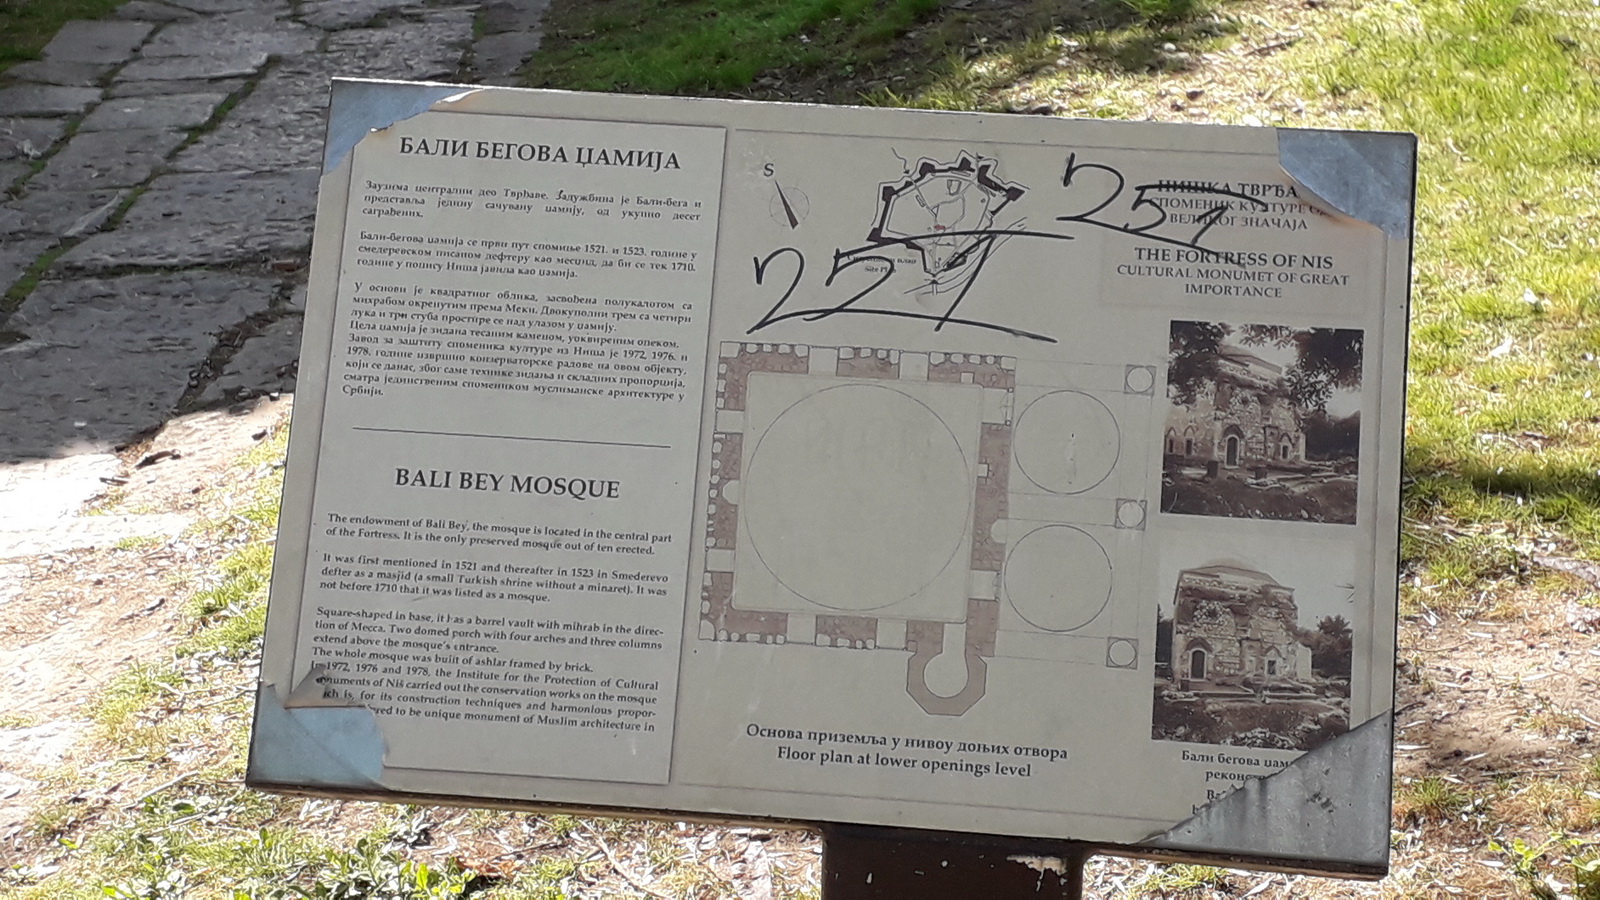 БАЛИ БЕГОВА ЏАМИЈА
Заузима централни део Тврђаве. Задужбина је Бали-бега и
представља једину сачувану џамију, од укупно десет
саграђених.
Бали-бегова џамија се први пут спомиње 1521. и 1523. године у
смедеревском писаном дефтеру као месџид, да би се тек 1710.
године у попису Ниша јавила као џамија.
У основи је квадратног облика, засвођена полукалотом са
михрабом окренутим према Меки. Двокуполни трем са четири
лука и три стуба простире се над улазом у џамију.
Цела џамија је зидана тесаним каменом, уоквиреним опеком.
Завод за заштиту споменика културе из Ниша је 1972, 1976. и
1978. године извршио конзерваторске радове на овом објекту,
који се данас, због саме технике зидања и складних пропорција,
сматра јединственим спомеником муслиманске архитектуре у
Србији.
BALI BEY MOSQUE
The endowment of Bali Bey, the mosque is located in the central part
of the Fortress. It is the only preserved mosque out of ten erected.
It was first mentioned in 1521 and thereafter in 1523 in Smederevo
defter as a masjid (a small Turkish shrine without a minaret). It was
not before 1710 that it was listed as a mosque.
Square-shaped in base, it has a barrel vault with mihrab in the direc-
tion of Mecca. Two domed porch with four arches and three columns
extend above the mosque's entrance.
The whole mosque was built of ashlar framed by brick.
In 1972, 1976 and 1978, the Institute for the Protection of Cultural
onuments of Niš carried out the conservation works on the mosque
ich is, for its construction techniques and harmonious propor-
ered to be unique monument of Muslim architecture in
S
план
Site
221
251
НИШКА ТВРЂА
СПОМЕНИК КУЛТУРЕ О
ВЕЛИКОГ ЗНАЧАЈА
THE FORTRESS OF NIS
CULTURAL MONUMET OF GREAT
IMPORTANCE
Основа приземља у нивоу доњих отвора
Floor plan at lower openings level
Бали бегова џам
реконст